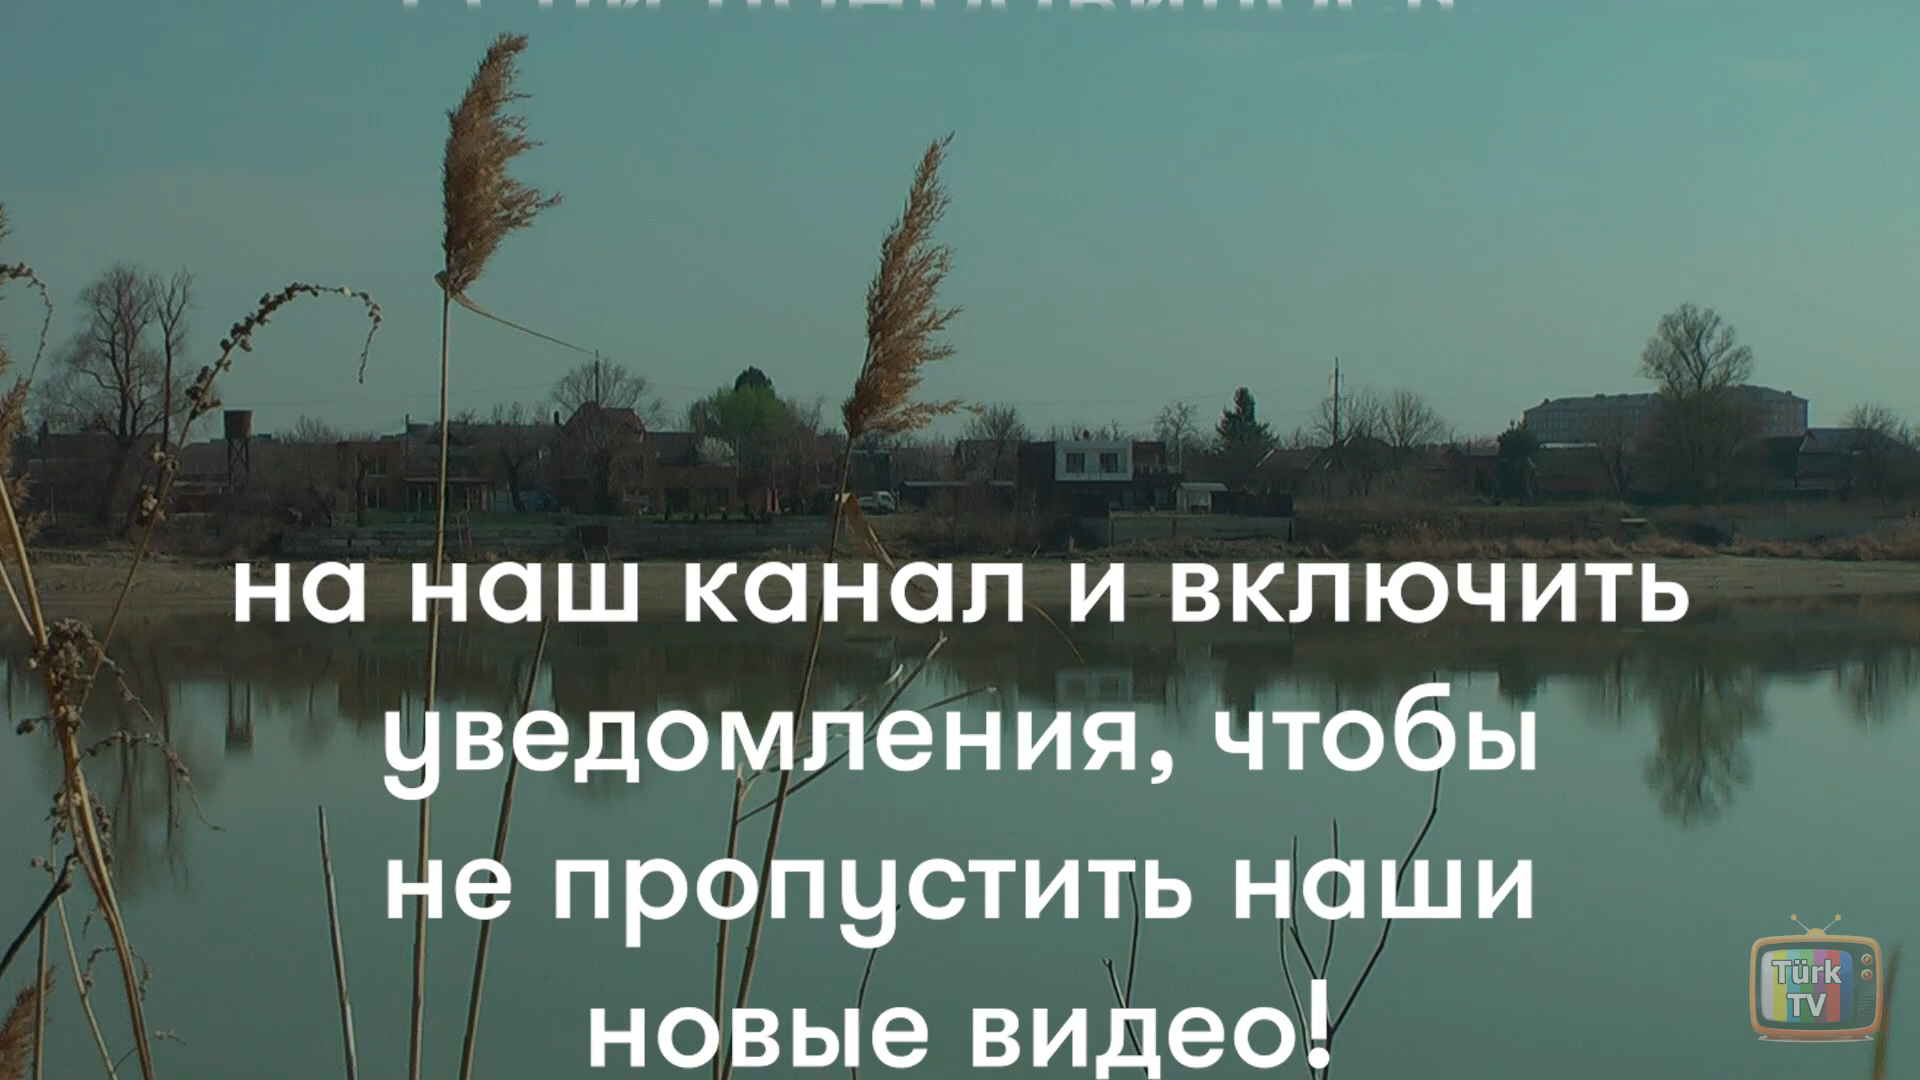 на наш канал и включить
уведомления, чтобы
не пропустить наши
новые видео!
Türk
TV